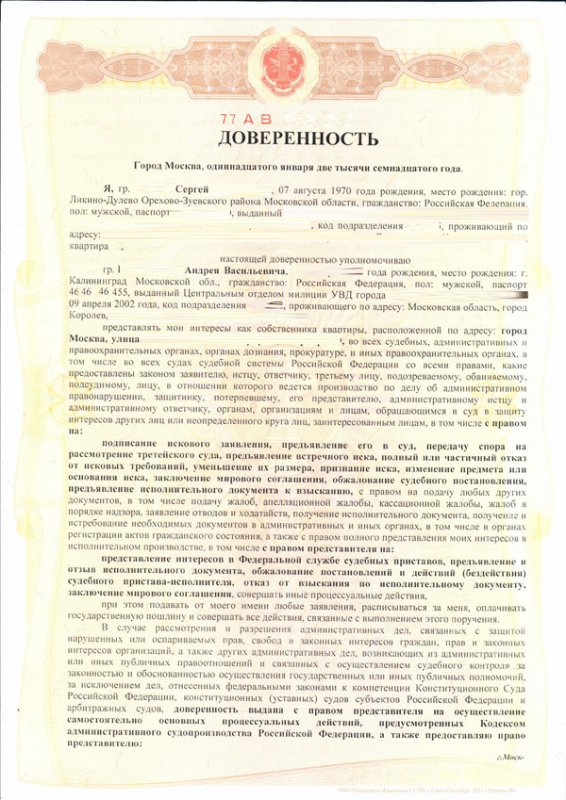 77 А В
ДОВЕРЕННОСТЬ
Город Москва, одиннадцатого января две тысячи семнадцатого года.
Я, гр. Сергей , 07 августа 1970 года рождения, место рождения: гор.
Ликино-Дулево Орехово-Зуевского района Московской области, гражданство: Российская Федерация,
пол: мужской, паспорт , выданный
, код подразделения , проживающий по
адресу:
квартира
настоящей доверенностью уполномочиваю
гр. Андрея Васильевича, года рождения, место рождения: г.
Калининград Московской обл., гражданство: Российская Федерация, пол: мужской, паспорт
46 46 46 455, выданный Центральным отделом милиции УВД города
09 апреля 2002 года, код подразделения , проживающего по адресу: Московская область, город
Королев,
представлять мои интересы как собственника квартиры, расположенной по адресу: город
Москва, улица , во всех судебных, административных и
правоохранительных органах, органах дознания, прокуратуре, и иных правоохранительных органах, в
том числе во всех судах судебной системы Российской Федерации со всеми правами, какие
предоставлены законом заявителю, истцу, ответчику, третьему лицу, подозреваемому, обвиняемому,
подсудимому, лицу, в отношении которого ведется производство по делу об административном
правонарушении, защитнику, потерпевшему, его представителю, административному истцу и
административному ответчику, органам, организациям и лицам, обращающимся в суд в защиту
интересов других лиц или неопределенного круга лиц, заинтересованным лицам, в том числе с правом
на:
подписание искового заявления, предъявление его в суд, передачу спора на
рассмотрение третейского суда, предъявление встречного иска, полный или частичный отказ
от исковых требований, уменьшение их размера, признание иска, изменение предмета или
основания иска, заключение мирового соглашения, обжалование судебного постановления,
предъявление исполнительного документа к взысканию, с правом на подачу любых других
документов, в том числе подачу жалоб, апелляционной жалобы, кассационной жалобы, жалоб в
порядке надзора, заявление отводов и ходатайств, получение исполнительного документа, получение и
истребование необходимых документов в административных и иных органах, в том числе в органах
регистрации актов гражданского состояния, а также с правом полного представления моих интересов в
исполнительном производстве, в том числе с правом представителя на:
представление интересов в Федеральной службе судебных приставов, предъявление и
отзыв исполнительного документа, обжалование постановлений и действий (бездействия)
судебного пристава-исполнителя, отказ от взыскания по исполнительному документу,
заключение мирового соглашения, совершать иные процессуальные действия,
при этом подавать от моего имени любые заявления, расписываться за меня, оплачивать
государственную пошлину и совершать все действия, связанные с выполнением этого поручения.
В случае рассмотрения и разрешения административных дел, связанных с защитой
нарушенных или оспариваемых прав, свобод и законных интересов граждан, прав и законных
интересов организаций, а также других административных дел, возникающих из административных
или иных публичных правоотношений и связанных с осуществлением судебного контроля за
законностью и обоснованностью осуществления государственных или иных публичных полномочий,
за исключением дел, отнесенных федеральными законами к компетенции Конституционного Суда
Российской Федерации, конституционных (уставных) судов субъектов Российской Федерации и
арбитражных судов, доверенность выдана с правом представителя на осуществление
самостоятельно основных процессуальных действий, предусмотренных Кодексом
административного судопроизводства Российской Федерации, а также предоставляю право
представителю:
г.Моск-